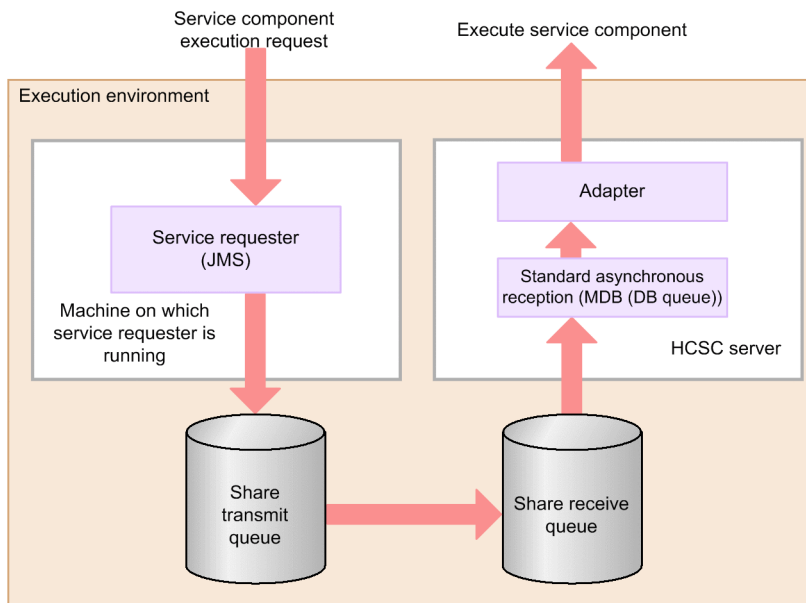 Service component
execution request
Execute service component
Execution environment
Service requester
(JMS)
Machine on which
service requester is
running
Adapter
Standard asynchronous
reception (MDB (DB queue))
HCSC server
Share
transmit
queue
Share receive
queue